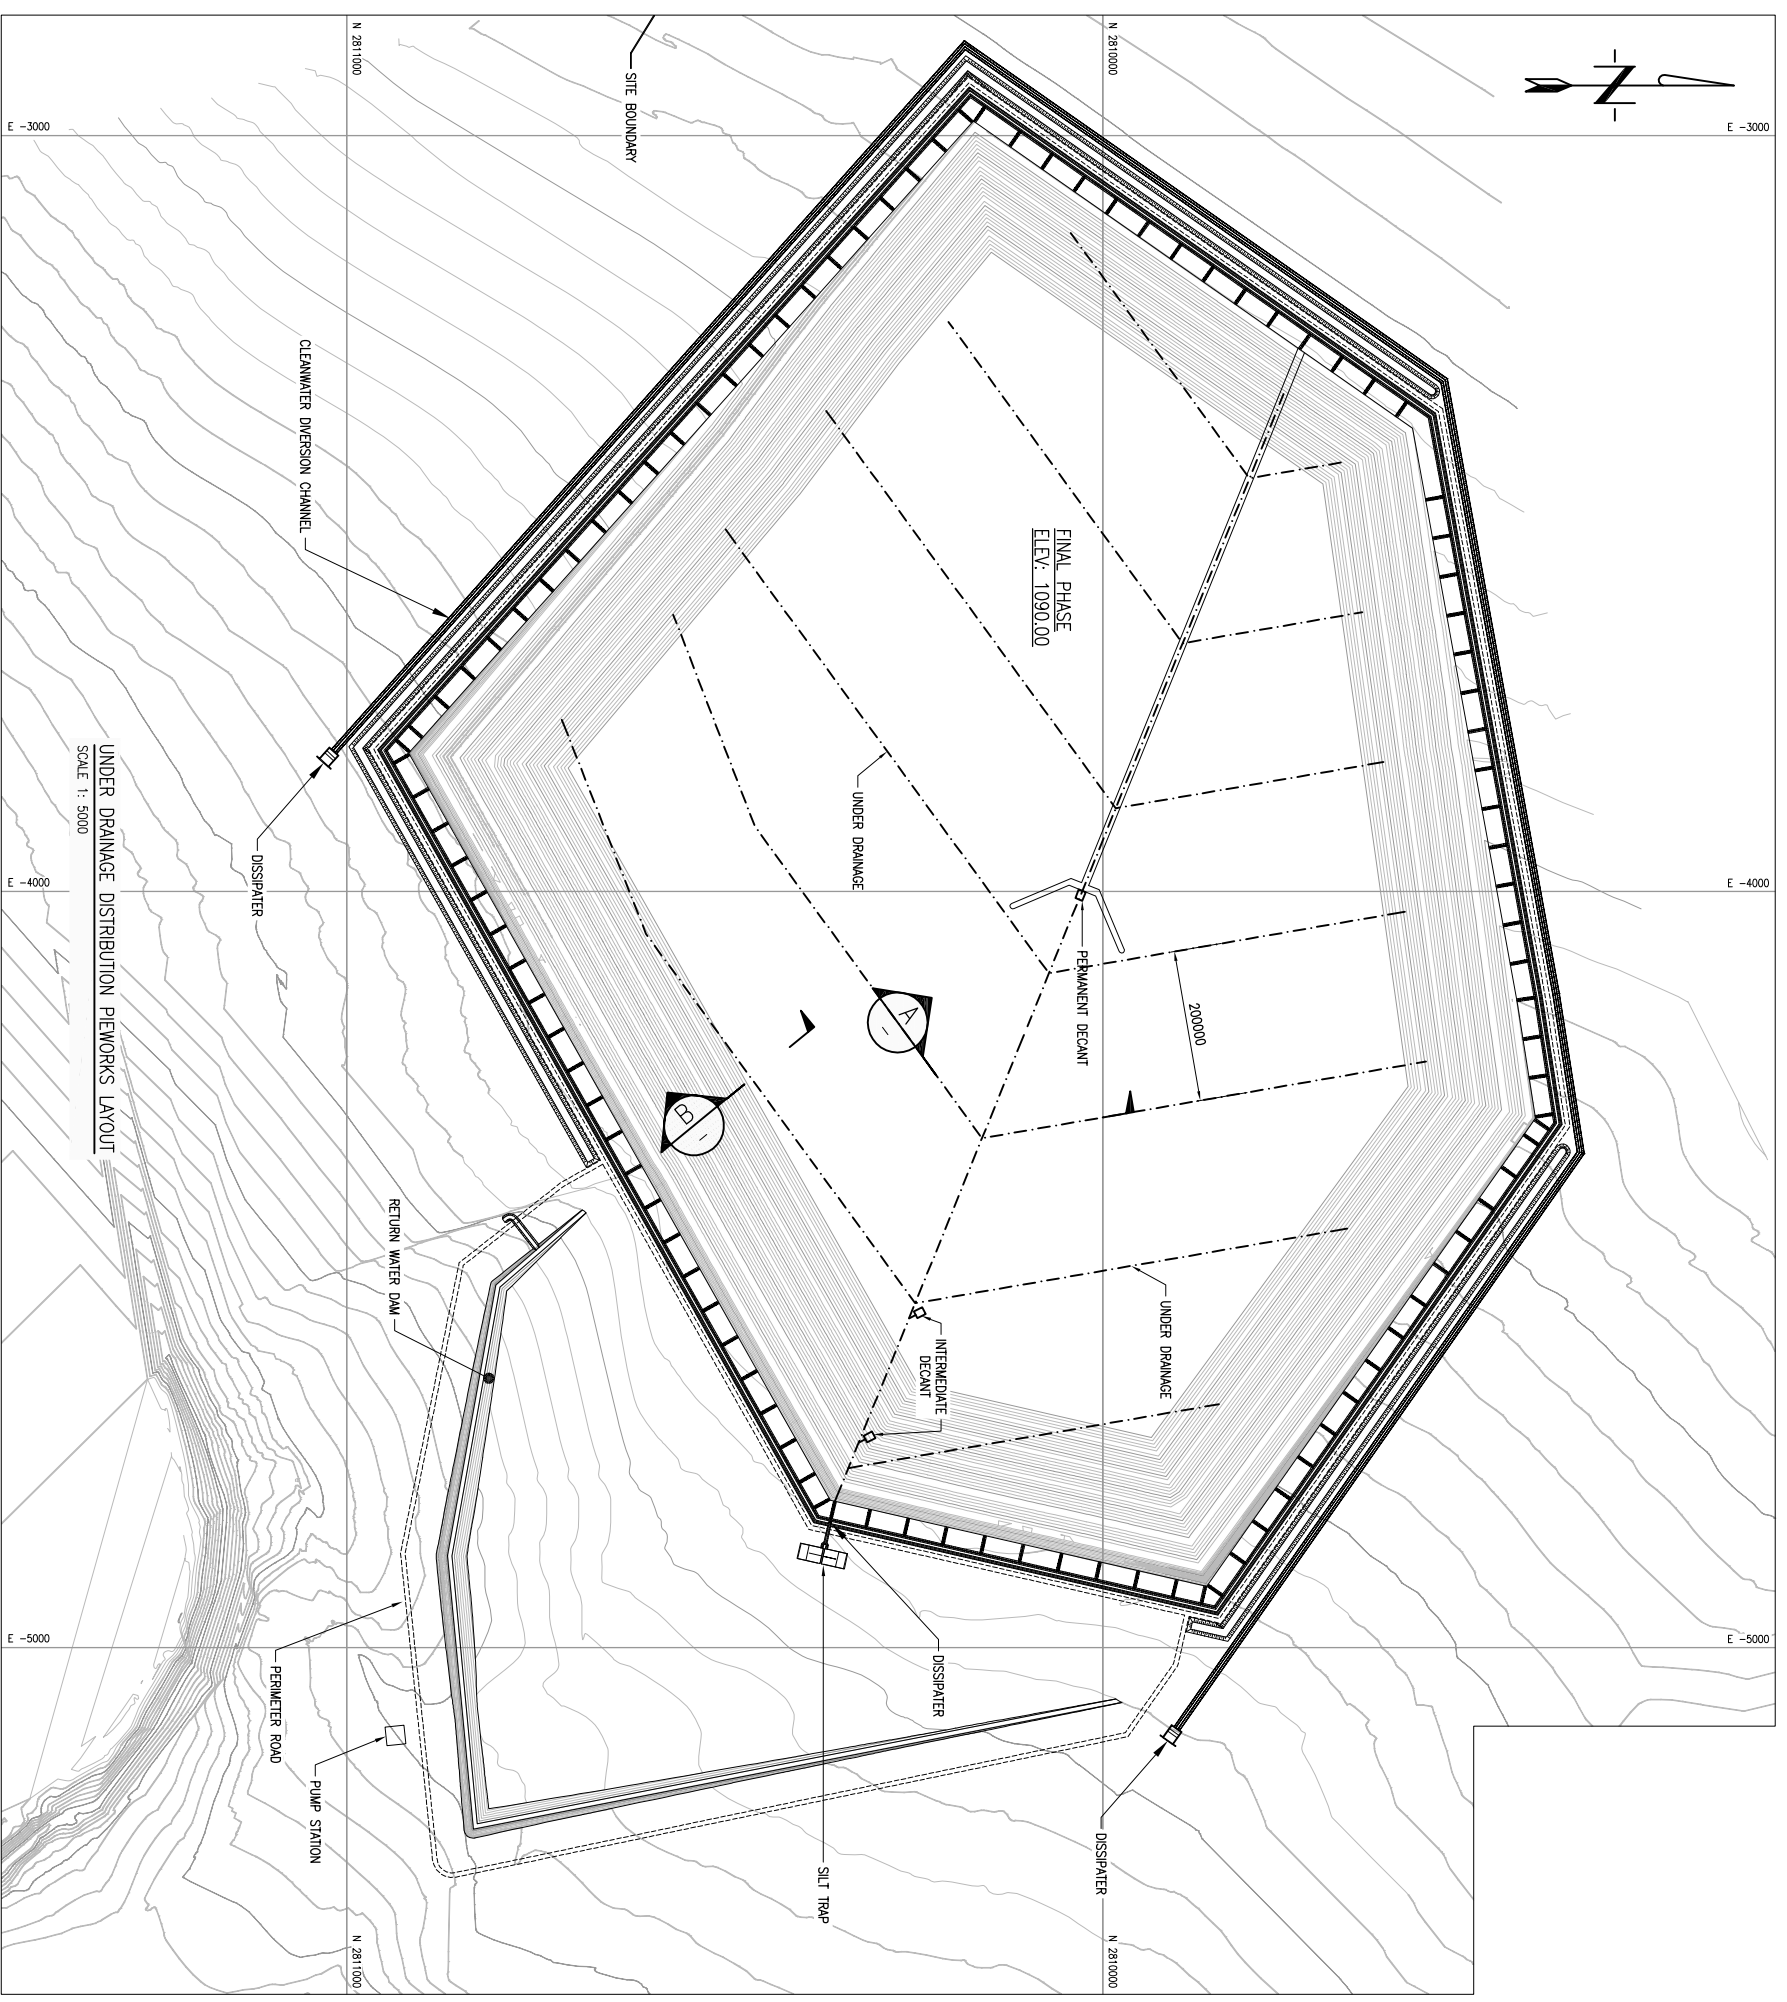 N 2811000
N 2810000
N
E -3000
E -3000
SITE BOUNDARY
CLEANWATER DIVERSION CHANNEL
FINAL PHASE
ELEV: 1090.00
UNDER DRAINAGE
E -4000
E -4000
DISSIPATER
PERMANENT DECANT
200000
A
-
B
-
UNDER DRAINAGE DISTRIBUTION PIEWORKS LAYOUT
SCALE 1: 5000
RETURN WATER DAM
UNDER DRAINAGE
INTERMEDIATE
DECANT
E -5000
E -5000
DISSIPATER
PERIMETER ROAD
PUMP STATION
SILT TRAP
DISSIPATER
N 2811000
N 2810000